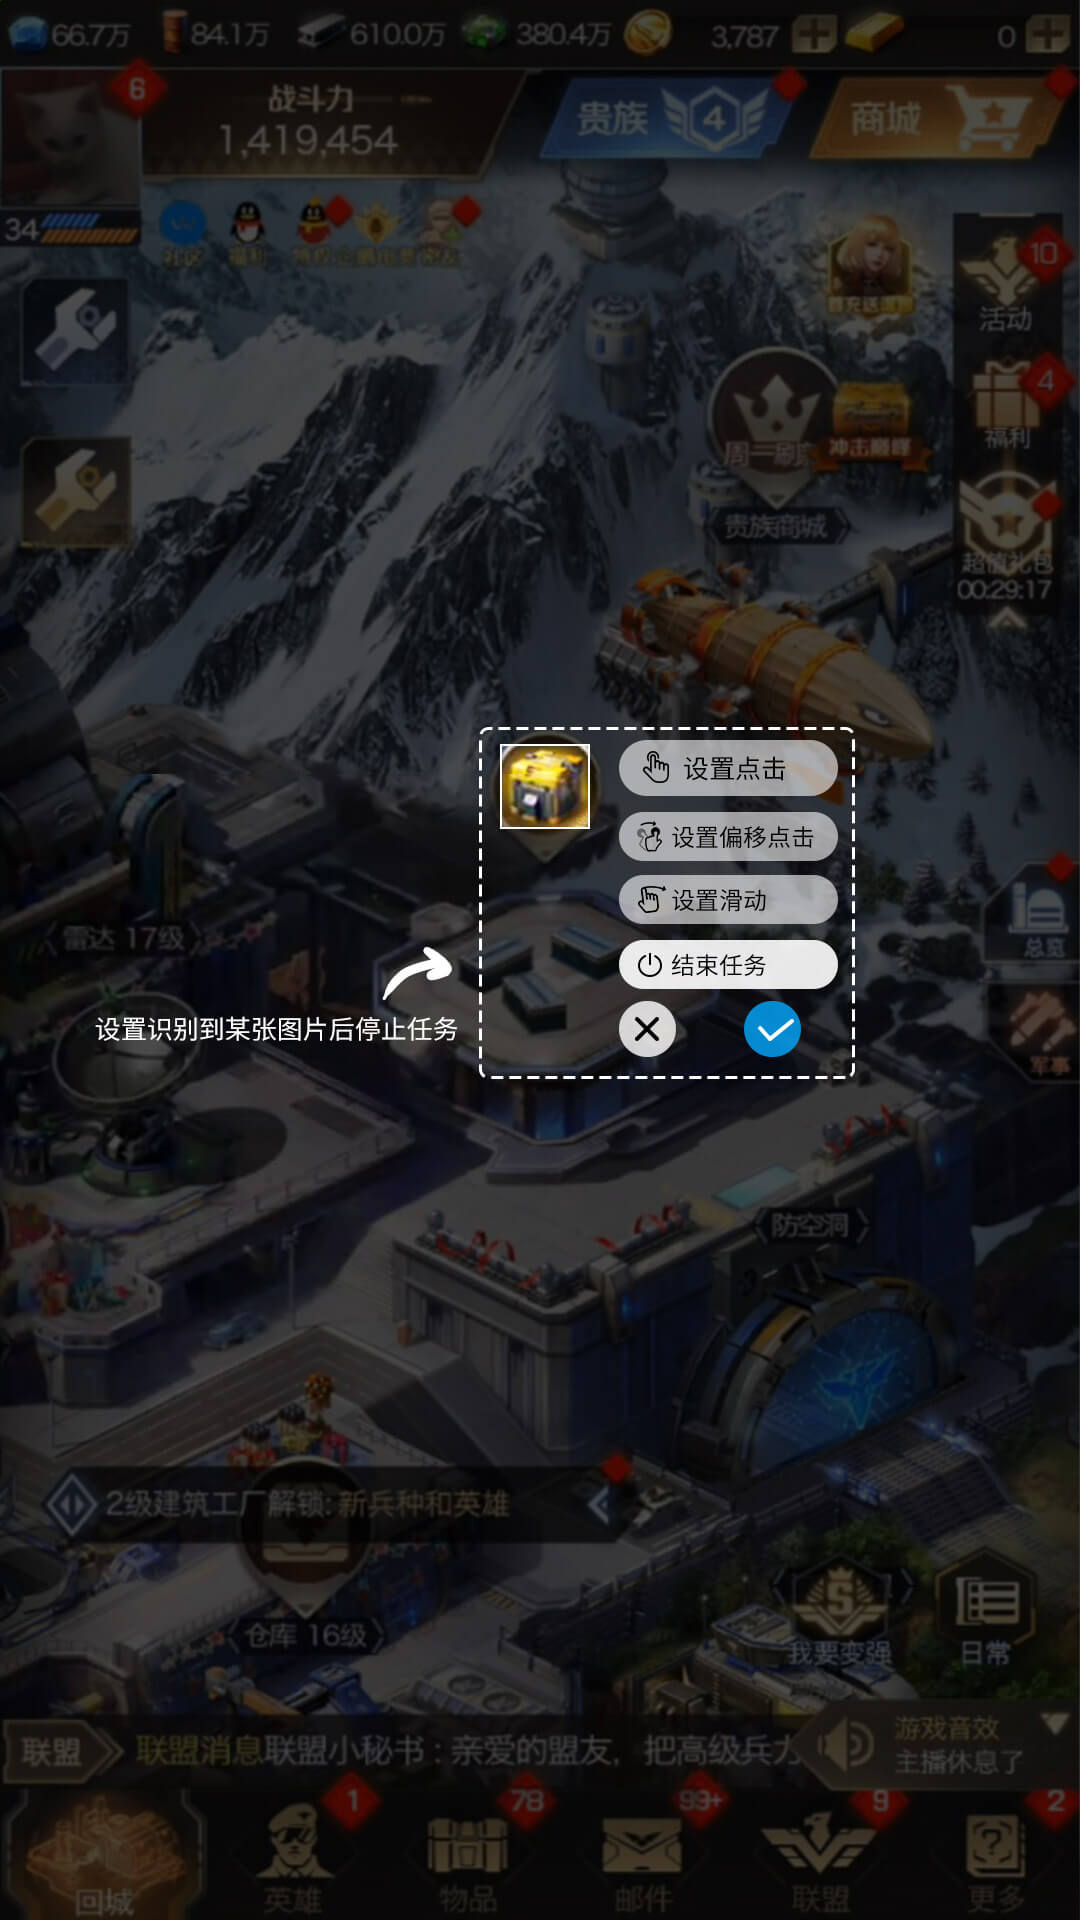 66.7万
84.1万
610.0万
380.4万
3,787
0
6
战斗力
1,419,454
贵族
4
商城
34
社区
福利
首充送
10
活动
4
福利
周一刷
冲击巅峰
贵族商城
超值礼包
00:29:17
设置点击
设置偏移点击
设置滑动
结束任务
设置识别到某张图片后停止任务
雷达 17级
总览
军事
防空洞
2级建筑工厂解锁: 新兵种和英雄
仓库 16级
S
我要变强
日常
联盟
联盟消息联盟小秘书：亲爱的盟友，把高级兵力
游戏音效
主播休息了
1
78
99+
9
2
回城
英雄
物品
邮件
联盟
更多